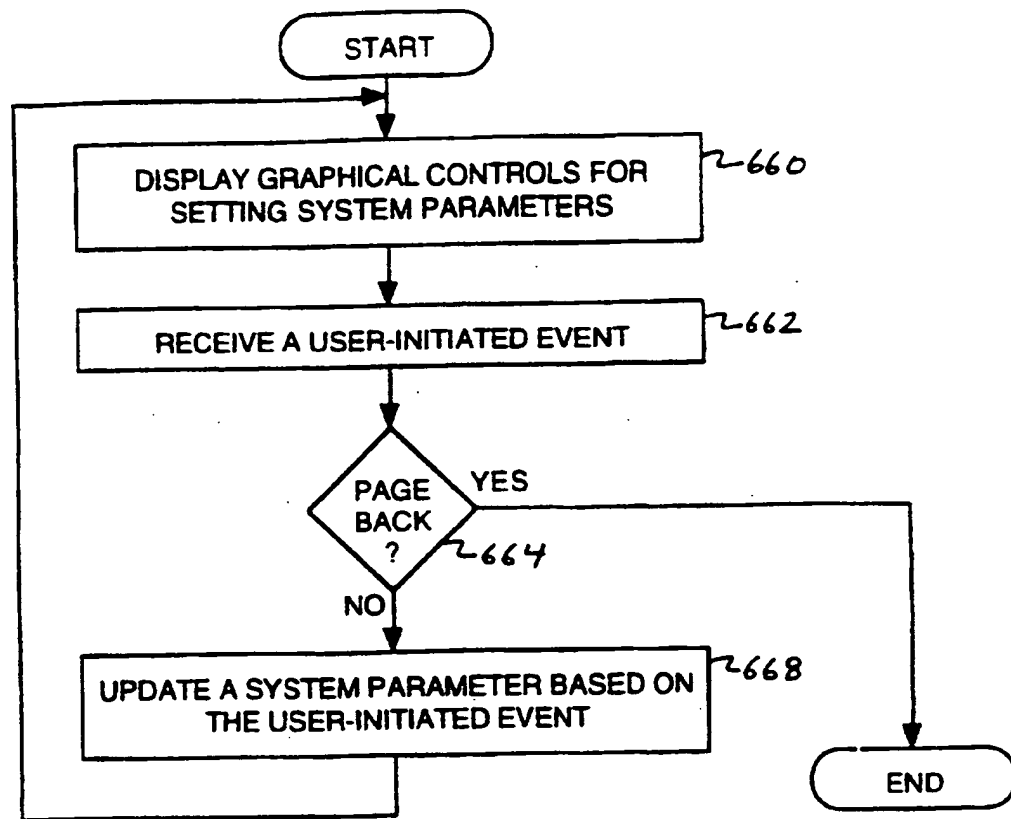 START
DISPLAY GRAPHICAL CONTROLS FOR
SETTING SYSTEM PARAMETERS
660
RECEIVE A USER-INITIATED EVENT
662
PAGE
BACK
?
YES
664
NO
UPDATE A SYSTEM PARAMETER BASED ON
THE USER-INITIATED EVENT
668
END